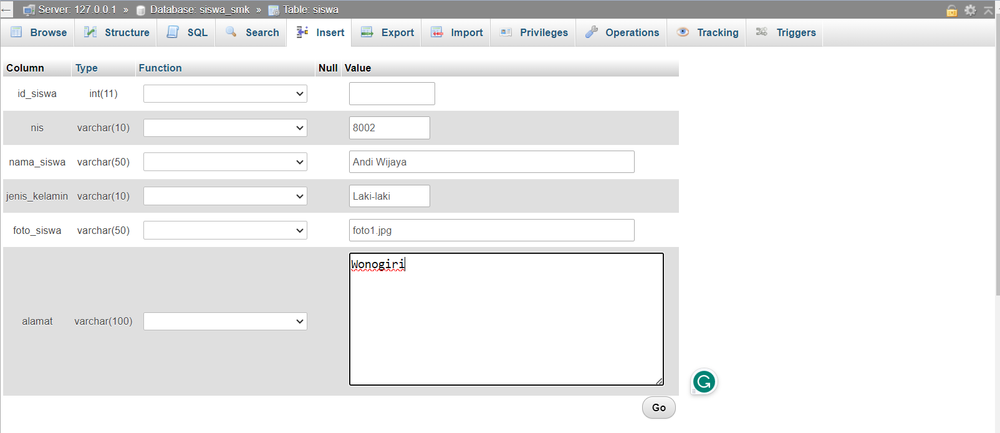 Server: 127.0.0.1 » Database: siswa_smk » Table: siswa
Browse Structure SQL Search Insert Export Import Privileges Operations Tracking Triggers
Column Type Function Null Value
id_siswa int(11)
nis varchar(10) 8002
nama_siswa varchar(50) Andi Wijaya
jenis_kelamin varchar(10) Laki-laki
foto_siswa varchar(50) foto1.jpg
alamat varchar(100) Wonogiri
Go